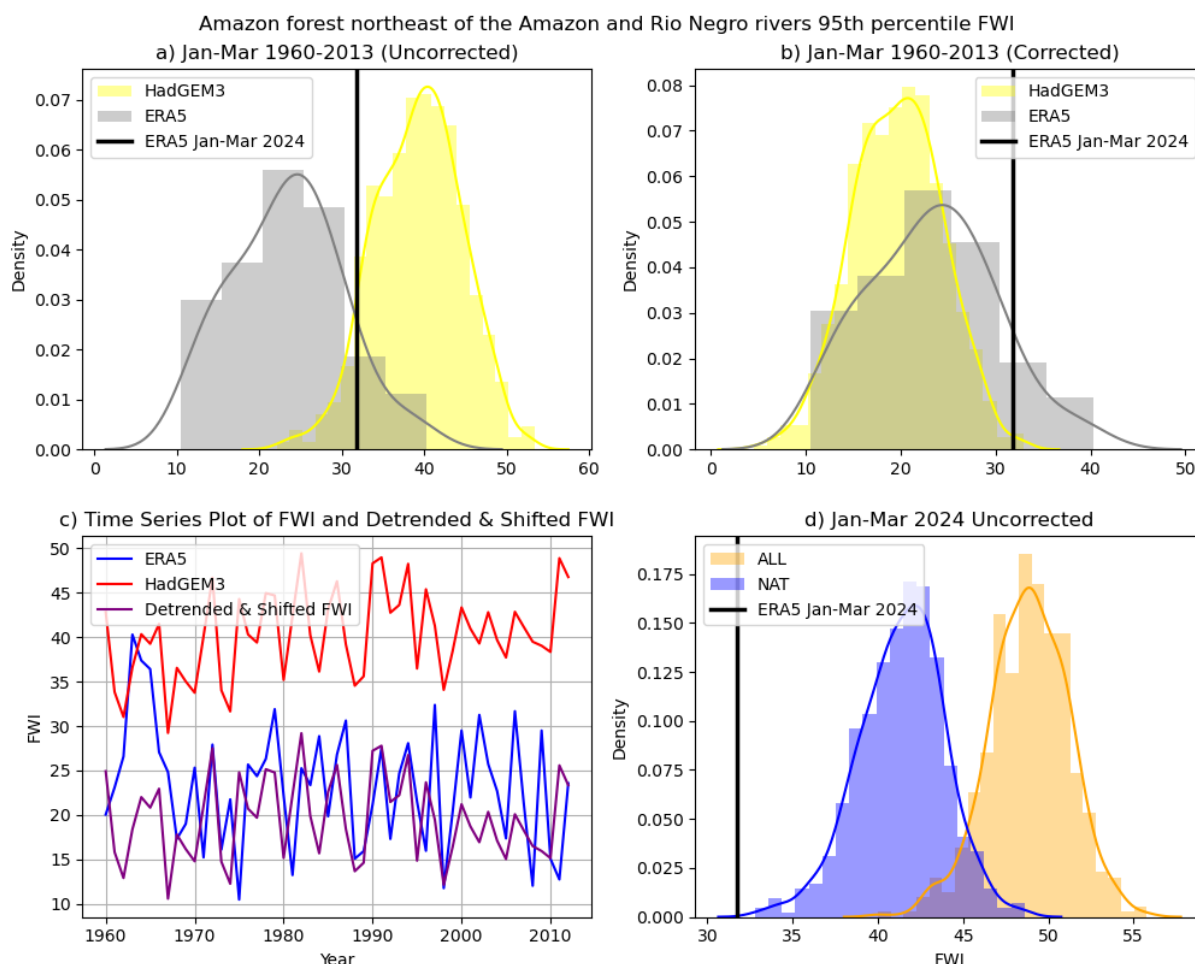 Amazon forest northeast of the Amazon and Rio Negro rivers 95th percentile FWI
a) Jan-Mar 1960-2013 (Uncorrected)
HadGEM3
ERA5
ERA5 Jan-Mar 2024
Density
0.07
0.06
0.05
0.04
0.03
0.02
0.01
0.00
0 10 20 30 40 50 60
b) Jan-Mar 1960-2013 (Corrected)
HadGEM3
ERA5
ERA5 Jan-Mar 2024
Density
0.08
0.07
0.06
0.05
0.04
0.03
0.02
0.01
0.00
0 10 20 30 40 50
c) Time Series Plot of FWI and Detrended & Shifted FWI
ERA5
HadGEM3
Detrended & Shifted FWI
FWI
50
45
40
35
30
25
20
15
10
1960 1970 1980 1990 2000 2010
Year
d) Jan-Mar 2024 Uncorrected
ALL
NAT
ERA5 Jan-Mar 2024
Density
0.175
0.150
0.125
0.100
0.075
0.050
0.025
0.000
30 35 40 45 50 55
FWI